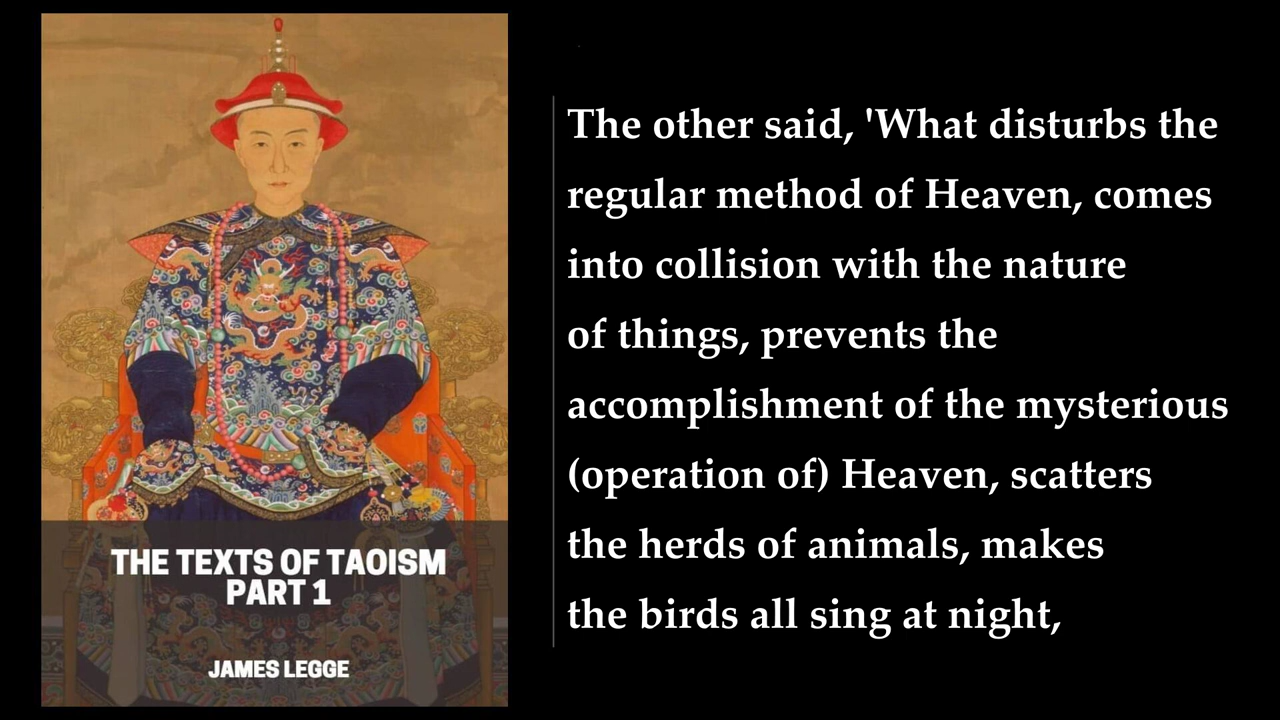 THE TEXTS OF TAOISM
PART 1
JAMES LEGGE
The other said, 'What disturbs the
regular method of Heaven, comes
into collision with the nature
of things, prevents the
accomplishment of the mysterious
(operation of) Heaven, scatters
the herds of animals, makes
the birds all sing at night,